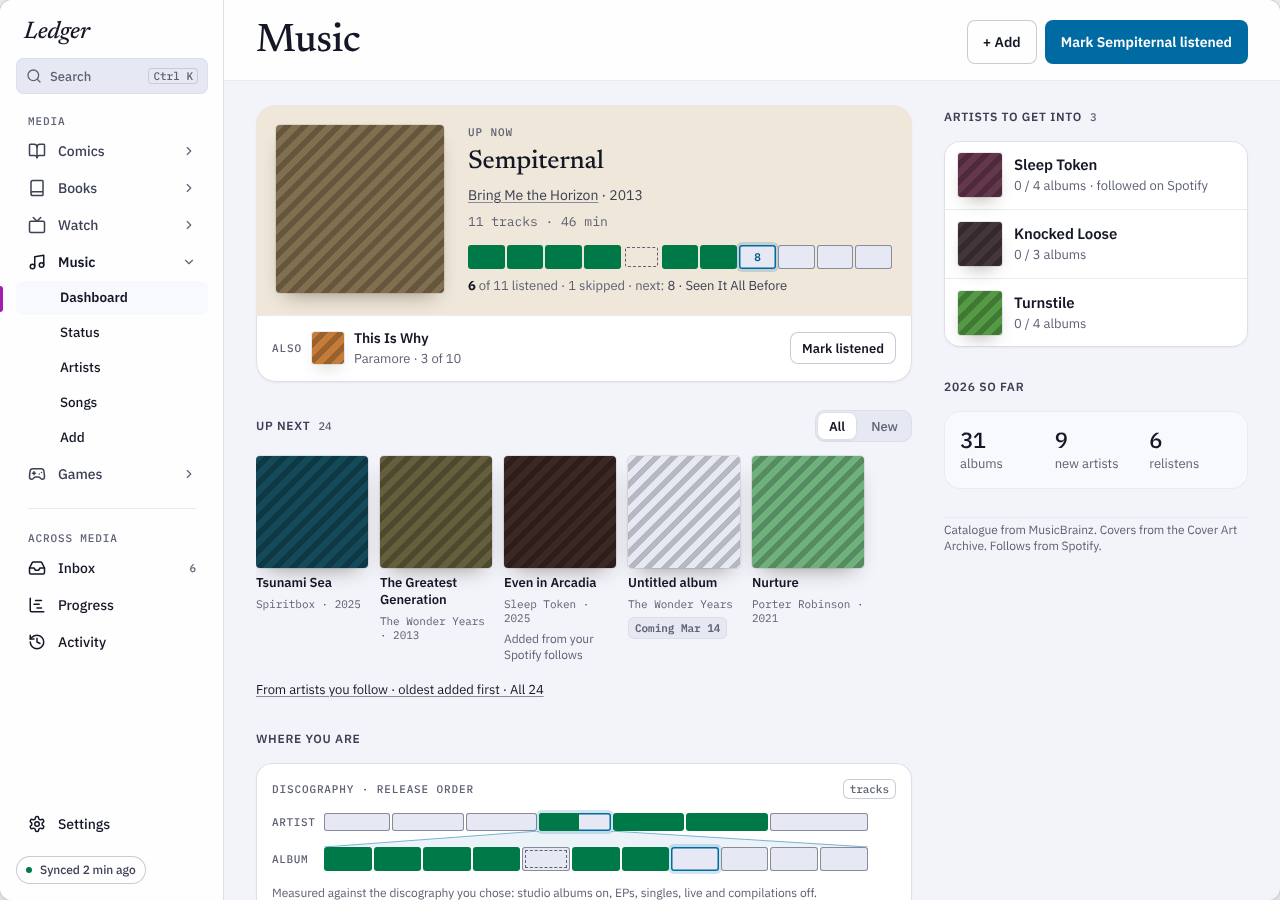 Ledger
Search
Ctrl K
MEDIA
Comics
Books
Watch
Music
Dashboard
Status
Artists
Songs
Add
Games
ACROSS MEDIA
Inbox 6
Progress
Activity
Settings
Synced 2 min ago
Music
+ Add
Mark Sempiternal listened
UP NOW
Sempiternal
Bring Me the Horizon · 2013
11 tracks · 46 min
8
6 of 11 listened · 1 skipped · next: 8 · Seen It All Before
ALSO
This Is Why
Paramore · 3 of 10
Mark listened
UP NEXT 24
All
New
Tsunami Sea
Spiritbox · 2025
The Greatest
Generation
The Wonder Years
· 2013
Even in Arcadia
Sleep Token ·
2025
Added from your
Spotify follows
Untitled album
The Wonder Years
Coming Mar 14
Nurture
Porter Robinson ·
2021
From artists you follow · oldest added first · All 24
WHERE YOU ARE
DISCOGRAPHY · RELEASE ORDER
tracks
ARTIST
ALBUM
Measured against the discography you chose: studio albums on, EPs, singles, live and compilations off.
ARTISTS TO GET INTO 3
Sleep Token
0 / 4 albums · followed on Spotify
Knocked Loose
0 / 3 albums
Turnstile
0 / 4 albums
2026 SO FAR
31
albums
9
new artists
6
relistens
Catalogue from MusicBrainz. Covers from the Cover Art
Archive. Follows from Spotify.